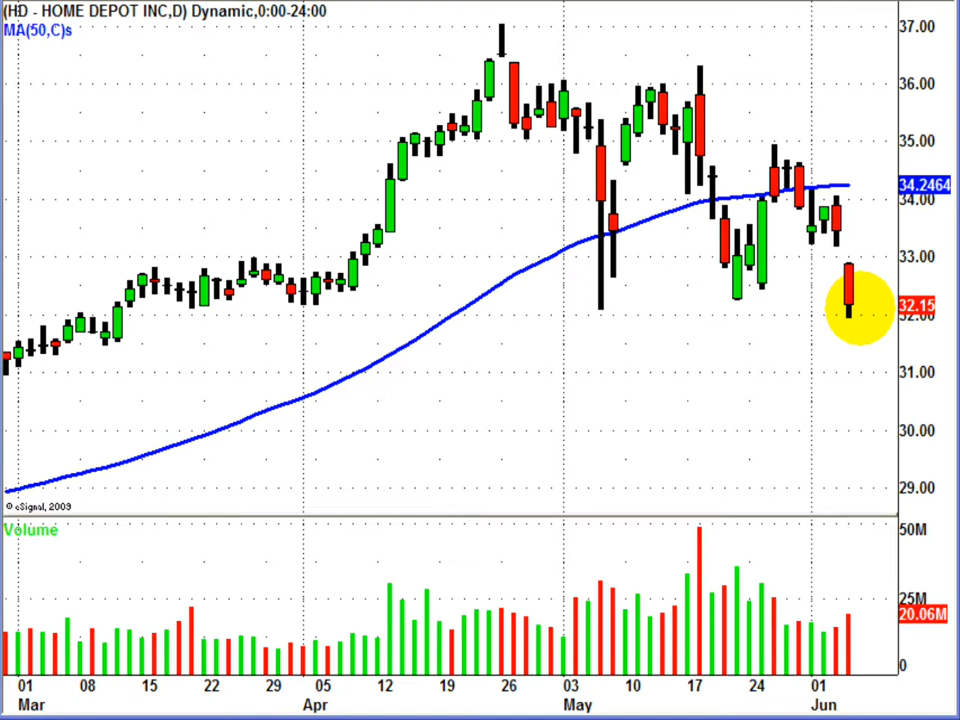 (HD - HOME DEPOT INC,D) Dynamic,0:00-24:00
MA(50,C)s
37.00
36.00
35.00
34.2464
34.00
33.00
32.15
32.00
31.00
30.00
29.00
© eSignal, 2009
Volume
50M
25M
20.06M
0
01 08 15 22 29 05 12 19 26 03 10 17 24 01
Mar Apr May Jun